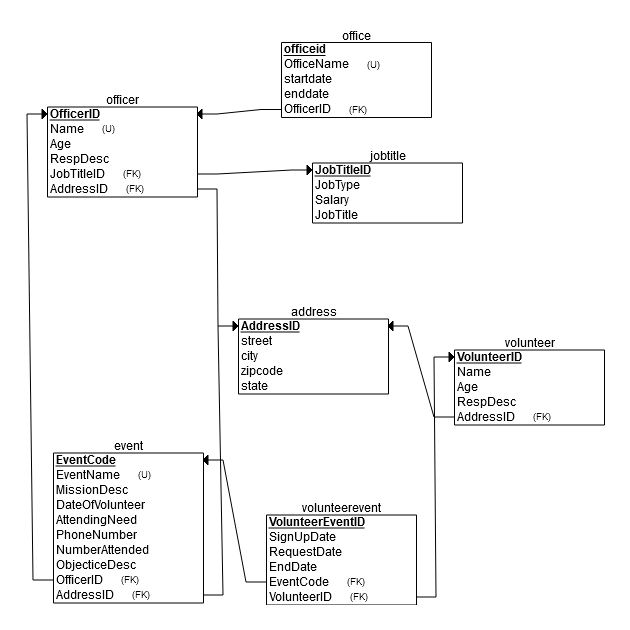 office
officeid
OfficeName (U)
startdate
enddate
OfficerID (FK)
officer
OfficerID
Name (U)
Age
RespDesc
JobTitleID (FK)
AddressID (FK)
jobtitle
JobTitleID
JobType
Salary
JobTitle
address
AddressID
street
city
zipcode
state
volunteer
VolunteerID
Name
Age
RespDesc
AddressID (FK)
event
EventCode
EventName (U)
MissionDesc
DateOfVolunteer
AttendingNeed
PhoneNumber
NumberAttended
ObjecticeDesc
OfficerID (FK)
AddressID (FK)
volunteerevent
VolunteerEventID
SignUpDate
RequestDate
EndDate
EventCode (FK)
VolunteerID (FK)